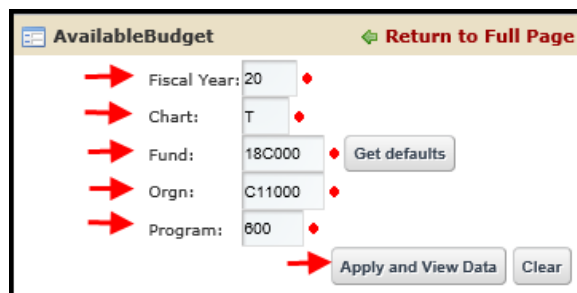 AvailableBudget Return to Full Page
Fiscal Year: 20
Chart: T
Fund: 18C000 Get defaults
Orgn: C11000
Program: 600
Apply and View Data Clear